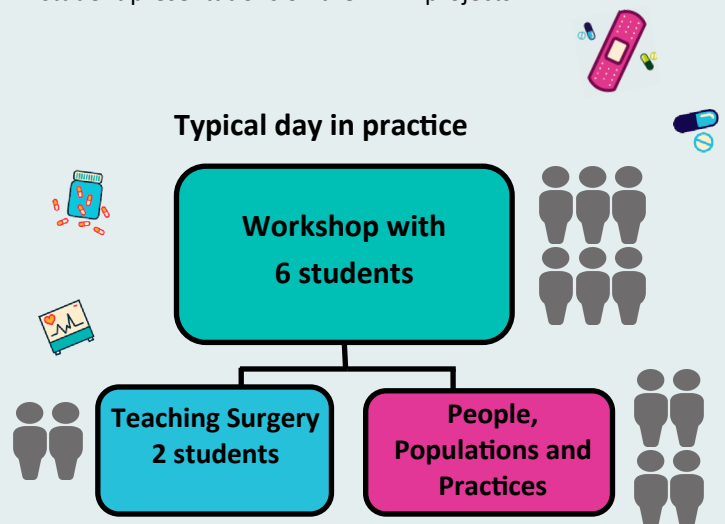 Typical day in practice
Workshop with
6 students
Teaching Surgery
2 students
People,
Populations and
Practices